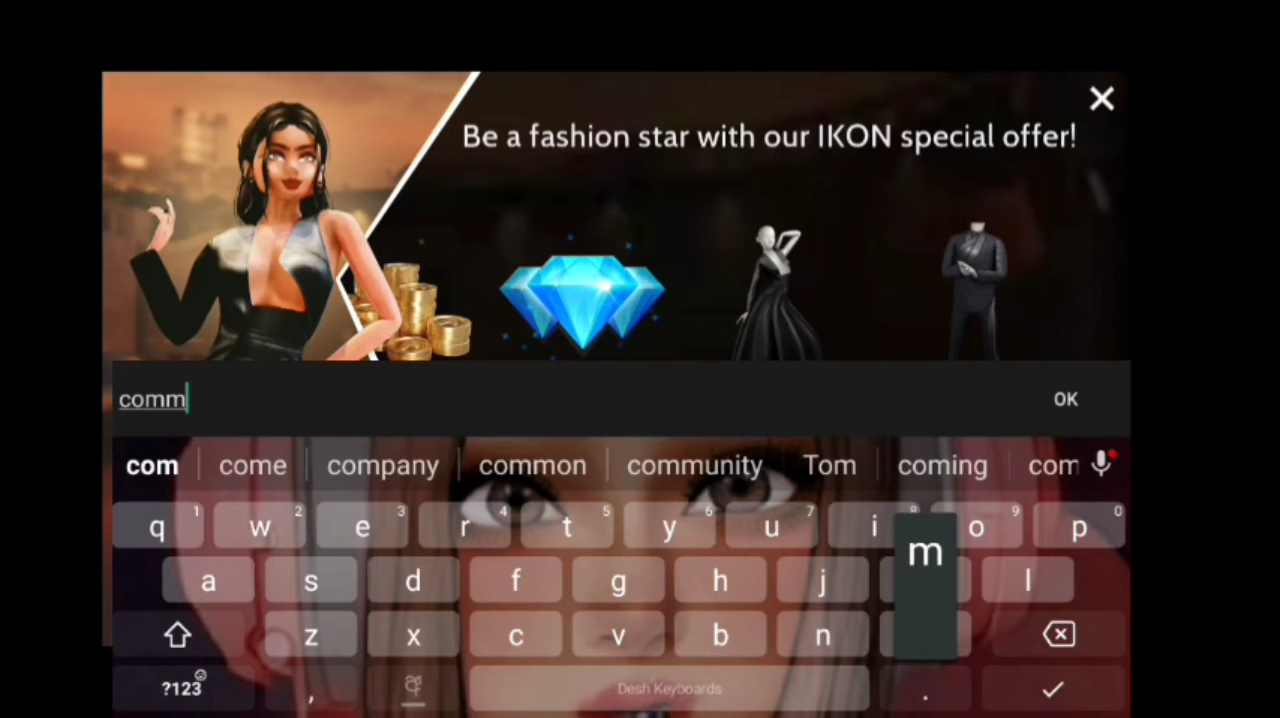 Be a fashion star with our IKON special offer!
comm
OK
com come company common community Tom coming com
q 1 w 2 e 3 r 4 t 5 y 6 u 7 i 8 o 9 p 0
a s d f g h j l
m
z x c v b n
?123 , अ Desh Keyboards .